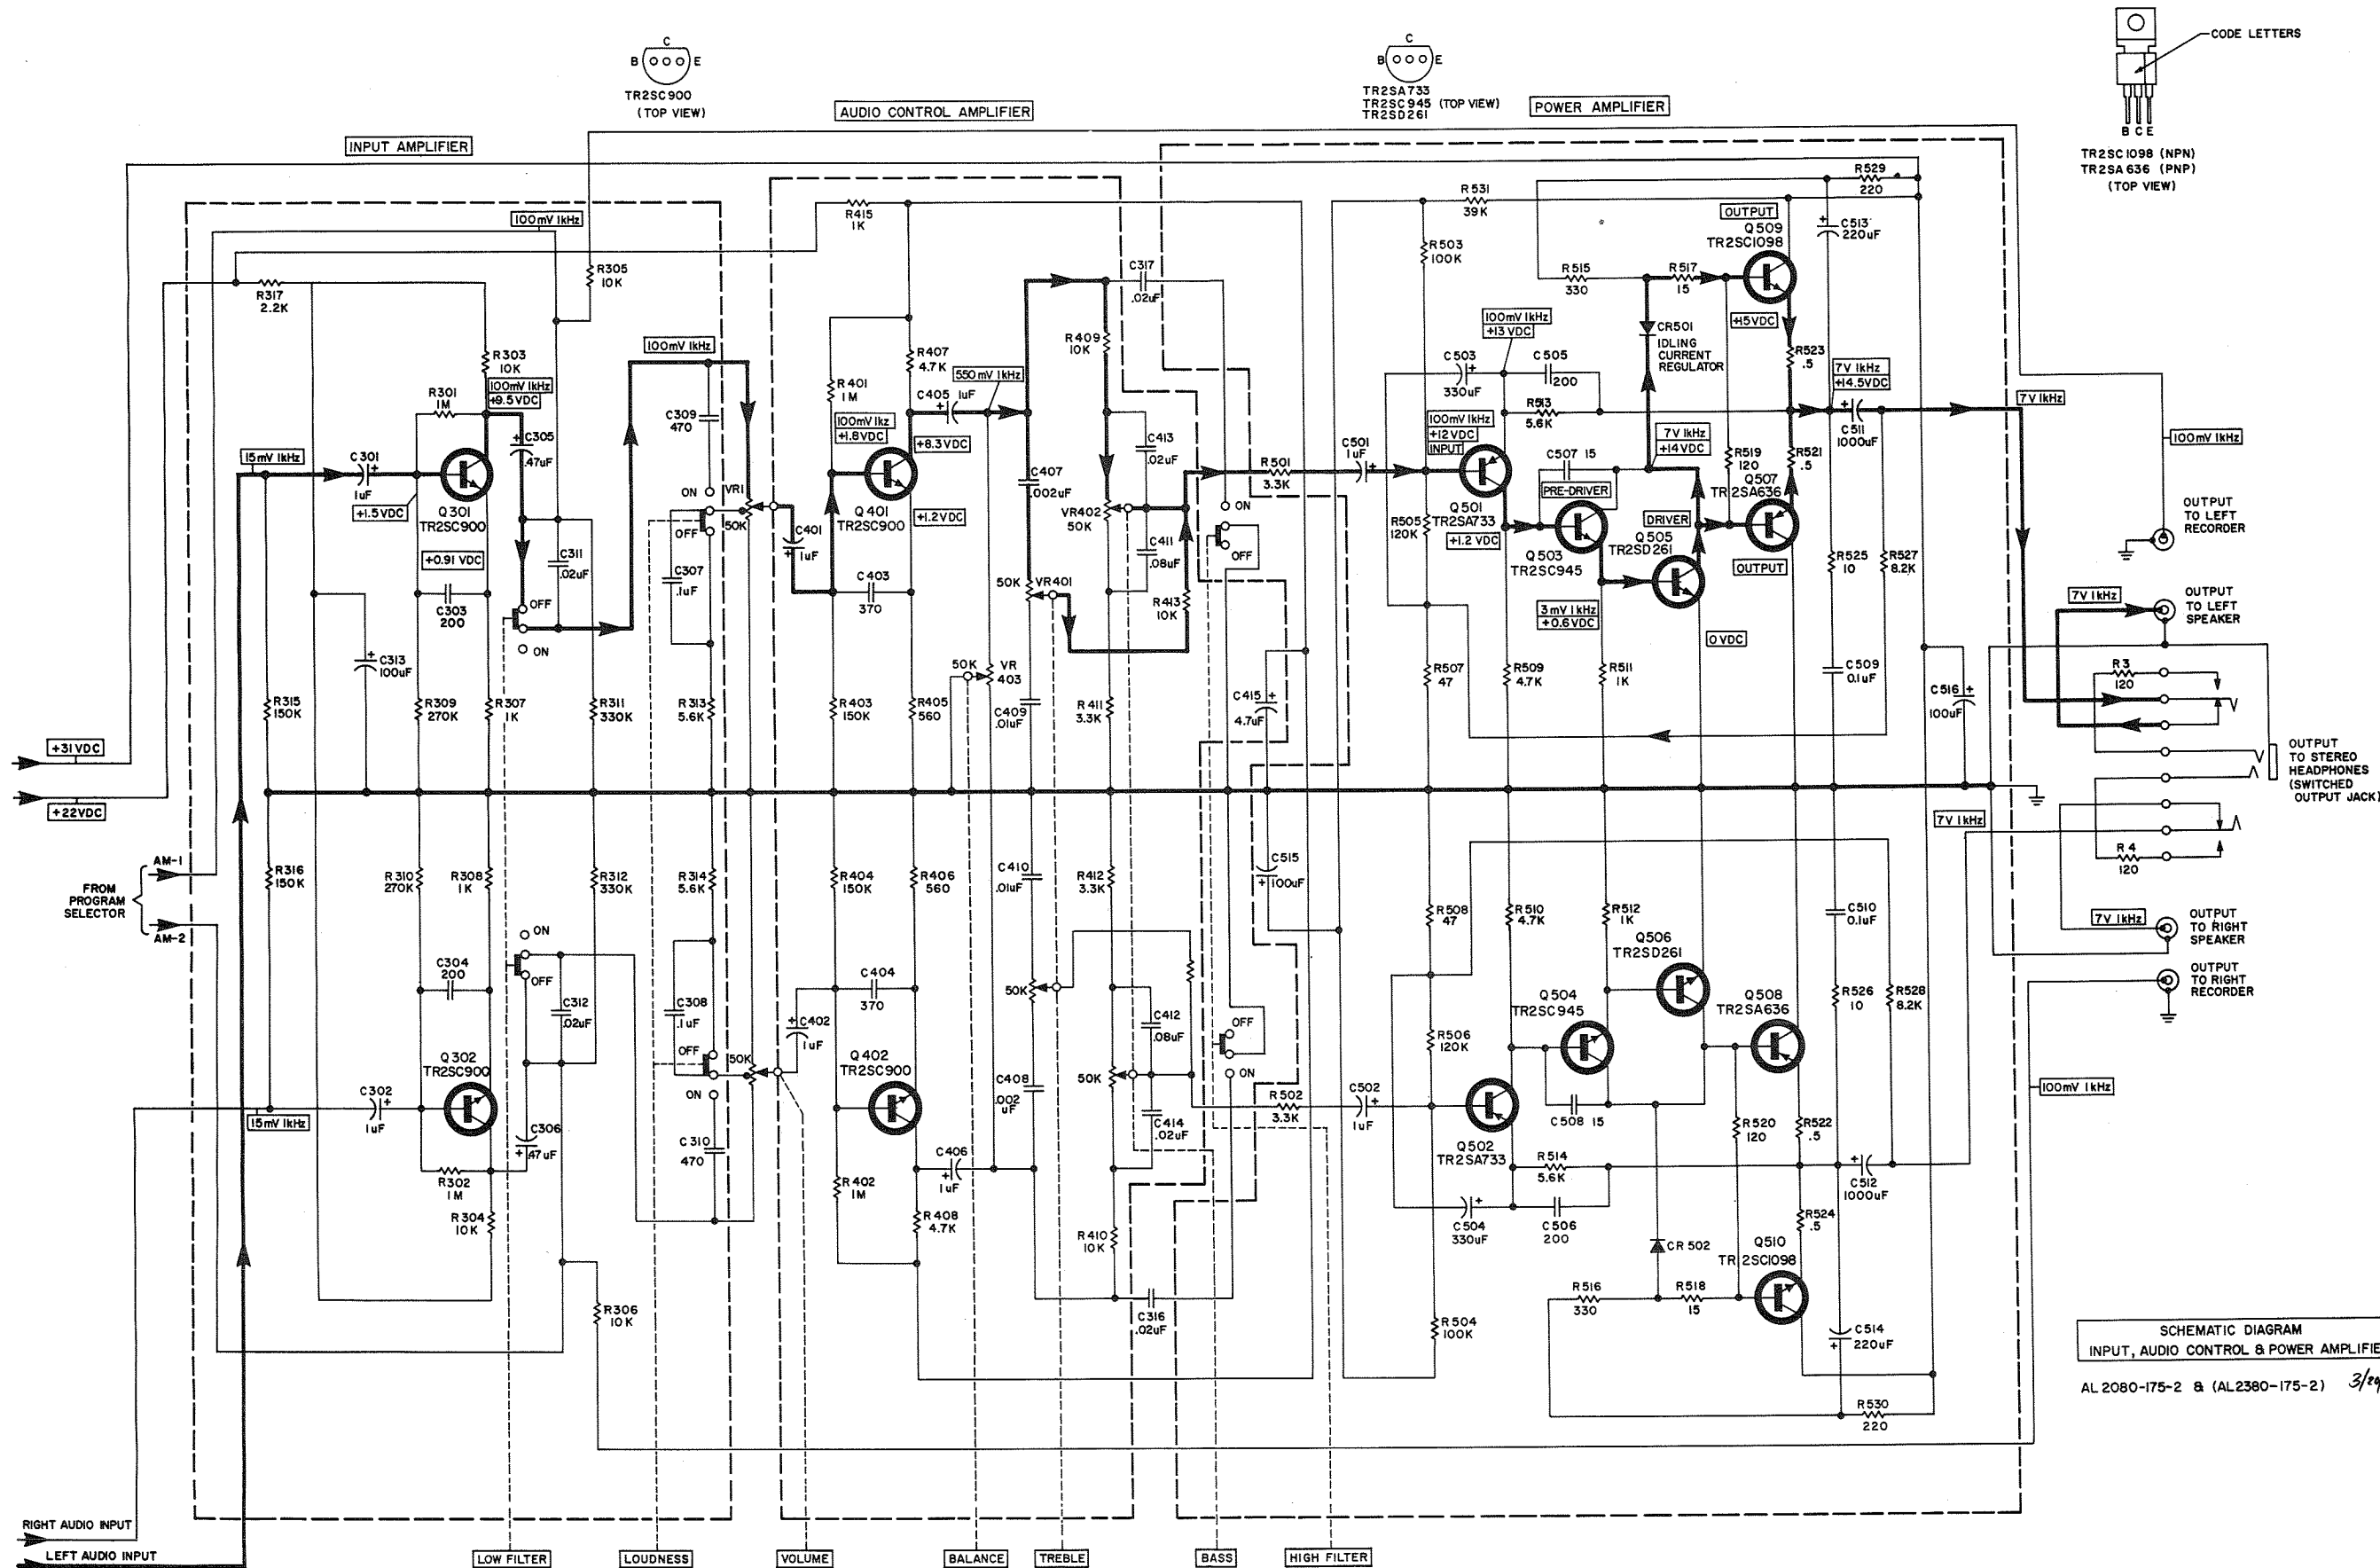 C
B E
TR2SC900
(TOP VIEW)
C
B E
TR2SA733
TR2SC945 (TOP VIEW)
TR2SD261
CODE LETTERS
B C E
TR2SC1098 (NPN)
TR2SA636 (PNP)
(TOP VIEW)
INPUT AMPLIFIER
AUDIO CONTROL AMPLIFIER
POWER AMPLIFIER
+31VDC
+22VDC
FROM
PROGRAM
SELECTOR
AM-1
AM-2
RIGHT AUDIO INPUT
LEFT AUDIO INPUT
15mV 1kHz
R317
2.2K
R303
10K
100mV 1kHz
+9.5VDC
R301
1M
C301
1uF
+1.5VDC
Q301
TR2SC900
+0.91 VDC
C303
200
C305
.47uF
100mV 1kHz
R305
10K
C311
.02uF
OFF
ON
C313
100uF
R315
150K
R309
270K
R307
1K
R311
330K
R313
5.6K
100mV 1kHz
C309
470
ON
OFF
VR1
50K
C307
.1uF
R316
150K
R310
270K
R308
1K
R312
330K
R314
5.6K
ON
OFF
C304
200
C312
.02uF
C308
.1uF
Q302
TR2SC900
C302
1uF
15mV 1kHz
R302
1M
R304
10K
C306
.47uF
OFF
50K
ON
C310
470
R306
10K
R415
1K
R401
1M
R407
4.7K
C405 1uF
550mV 1kHz
100mV 1kz
+1.8VDC
+8.3VDC
C401
1uF
Q401
TR2SC900
+1.2VDC
C403
370
R403
150K
R405
560
50K
VR
403
C407
.002uF
50K
VR401
C409
.01uF
R409
10K
C317
.02uF
C413
.02uF
VR402
50K
C411
.08uF
R413
10K
R411
3.3K
C415
4.7uF
ON
OFF
R404
150K
R406
560
C410
.01uF
R412
3.3K
C515
100uF
C402
1uF
C404
370
Q402
TR2SC900
R402
1M
R408
4.7K
C406
1uF
C408
.002
uF
50K
50K
C412
.08uF
C414
.02uF
R410
10K
C316
.02uF
OFF
ON
R502
3.3K
C502
1uF
R501
3.3K
C501
1uF
R531
39K
R503
100K
100mV 1kHz
+13 VDC
C503
330uF
C505
200
R513
5.6K
100mV 1kHz
+12VDC
INPUT
Q501
TR2SA733
+1.2 VDC
R505
120K
C507 15
PRE-DRIVER
Q503
TR2SC945
7V 1kHz
+14VDC
DRIVER
Q505
TR2SD261
3mV 1kHz
+0.6VDC
0VDC
R507
47
R509
4.7K
R511
1K
R515
330
R517
15
CR501
IDLING
CURRENT
REGULATOR
OUTPUT
Q509
TR2SC1098
+15VDC
R529
220
C513
220uF
R523
.5
7V 1kHz
+14.5VDC
C511
1000uF
R519
120
R521
.5
Q507
TR2SA636
OUTPUT
R525
10
R527
8.2K
C509
0.1uF
C516
100uF
R508
47
R510
4.7K
R512
1K
C510
0.1uF
R506
120K
Q506
TR2SD261
Q504
TR2SC945
Q508
TR2SA636
R526
10
R528
8.2K
C508 15
Q502
TR2SA733
R520
120
R522
.5
R514
5.6K
C512
1000uF
C504
330uF
C506
200
R524
.5
CR 502
Q510
TR2SC1098
R504
100K
R516
330
R518
15
C514
220uF
R530
220
7V 1kHz
100mV 1kHz
OUTPUT
TO LEFT
RECORDER
7V 1kHz
OUTPUT
TO LEFT
SPEAKER
R3
120
OUTPUT
TO STEREO
HEADPHONES
(SWITCHED
OUTPUT JACK)
7V 1kHz
R4
120
7V 1kHz
OUTPUT
TO RIGHT
SPEAKER
OUTPUT
TO RIGHT
RECORDER
100mV 1kHz
LOW FILTER
LOUDNESS
VOLUME
BALANCE
TREBLE
BASS
HIGH FILTER
SCHEMATIC DIAGRAM
INPUT, AUDIO CONTROL & POWER AMPLIFIE
AL 2080-175-2 & (AL2380-175-2)